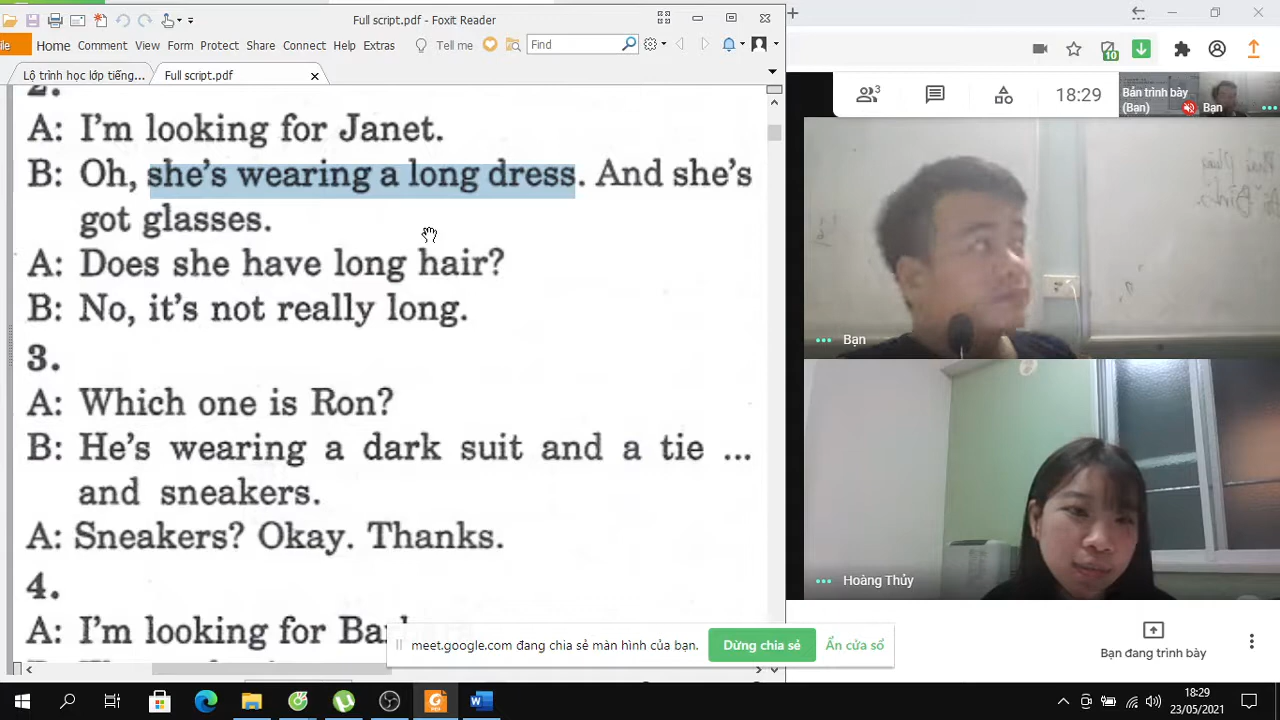 Full script.pdf - Foxit Reader
ile
Home Comment View Form Protect Share Connect Help Extras
Tell me
Find
Lộ trình học lớp tiếng...
Full script.pdf
2.
A: I'm looking for Janet.
B: Oh, she's wearing a long dress. And she's
got glasses.
A: Does she have long hair?
B: No, it's not really long.
3.
A: Which one is Ron?
B: He's wearing a dark suit and a tie ...
and sneakers.
A: Sneakers? Okay. Thanks.
4.
A: I'm looking for
meet.google.com đang chia sẻ màn hình của bạn.
Dừng chia sẻ
Ẩn cửa sổ
10
3
18:29
Bản trình bày
(Bạn)
Bạn
Bạn
Hoàng Thủy
Bạn đang trình bày
18:29
23/05/2021